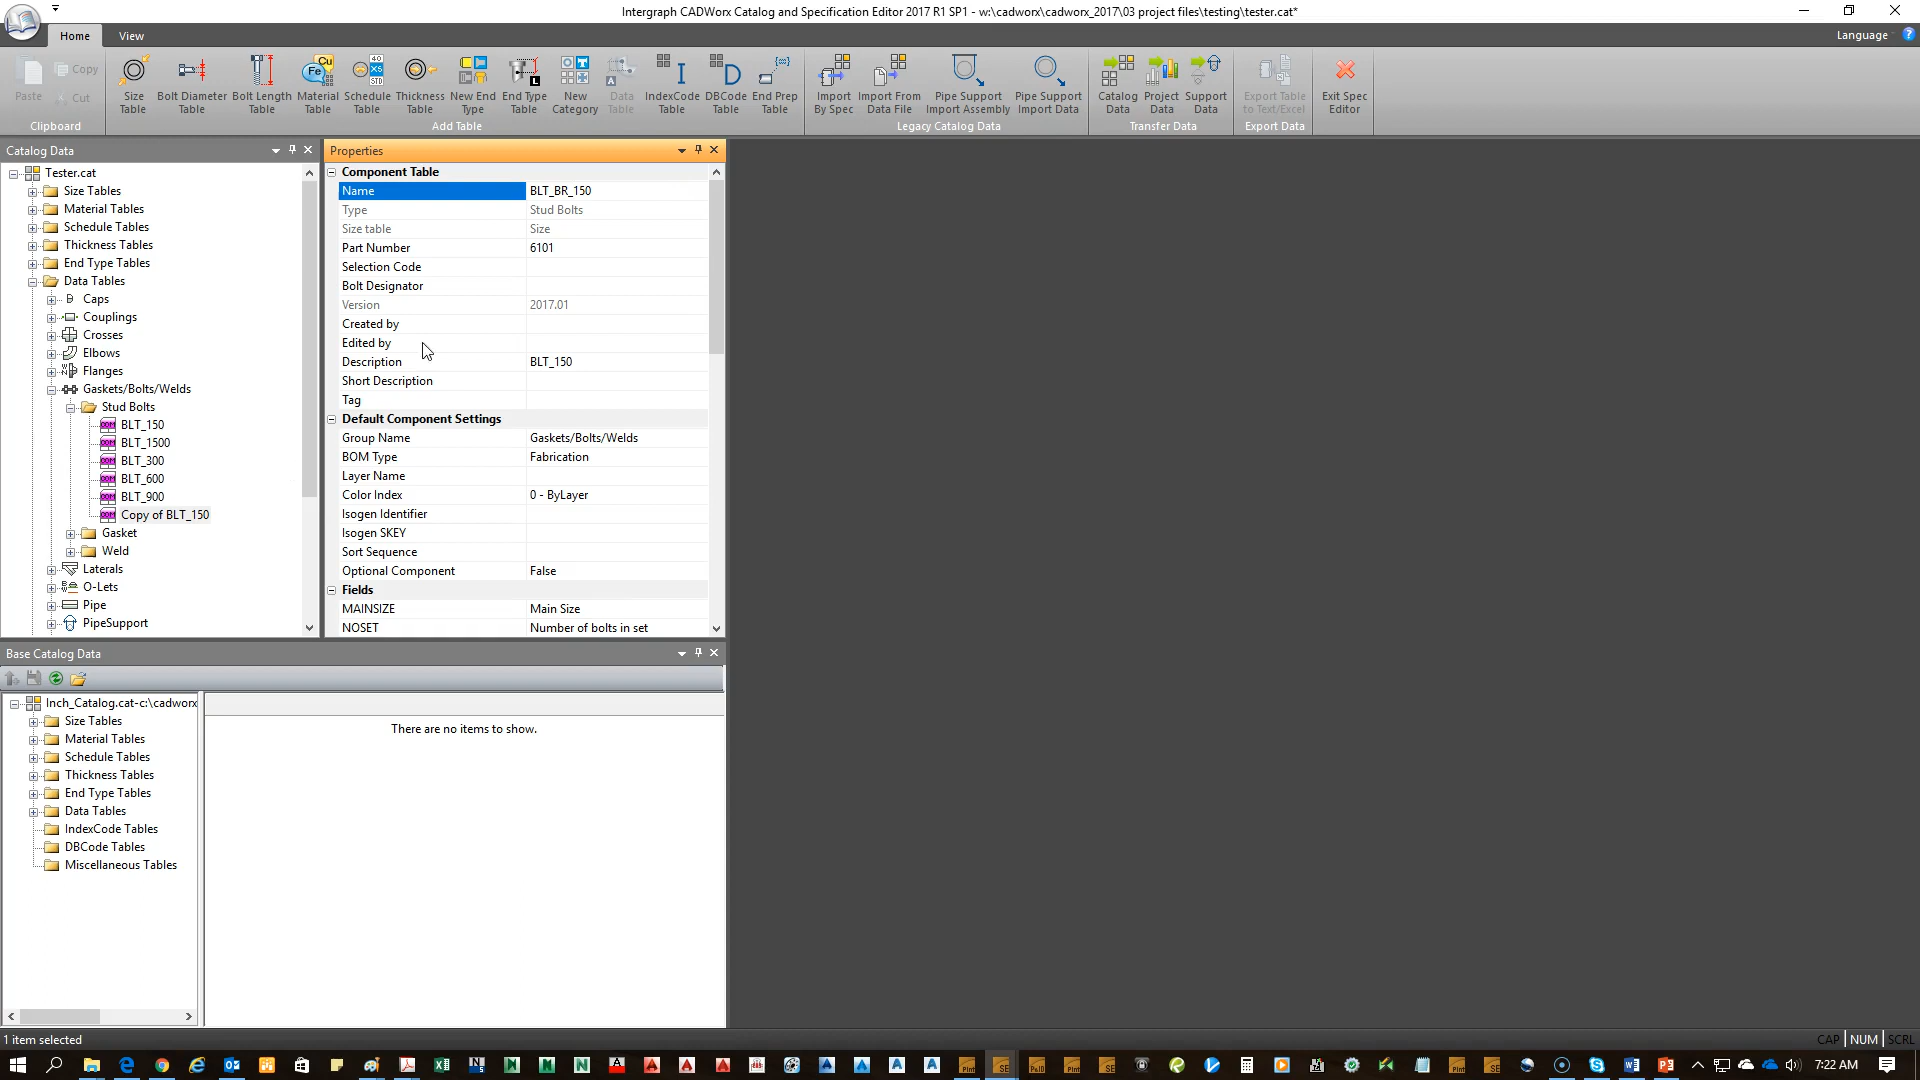 Intergraph CADWorx Catalog and Specification Editor 2017 R1 SP1 - w:\cadworx\cadworx_2017\03 project files\testing\tester.cat*
Home
View
Language
Paste
Copy
Cut
Clipboard
Size Table
Bolt Diameter Table
Bolt Length Table
Material Table
Schedule Table
Thickness Table
New End Type
End Type Table
New Category
Data Table
IndexCode Table
DBCode Table
End Prep Table
Add Table
Import By Spec
Import From Data File
Pipe Support Import Assembly
Pipe Support Import Data
Legacy Catalog Data
Catalog Data
Project Data
Support Data
Transfer Data
Export Table to Text/Excel
Export Data
Exit Spec Editor
Catalog Data
Tester.cat
Size Tables
Material Tables
Schedule Tables
Thickness Tables
End Type Tables
Data Tables
Caps
Couplings
Crosses
Elbows
Flanges
Gaskets/Bolts/Welds
Stud Bolts
BLT_150
BLT_1500
BLT_300
BLT_600
BLT_900
Copy of BLT_150
Gasket
Weld
Laterals
O-Lets
Pipe
PipeSupport
Properties
Component Table
Name BLT_BR_150
Type Stud Bolts
Size table Size
Part Number 6101
Selection Code
Bolt Designator
Version 2017.01
Created by
Edited by
Description BLT_150
Short Description
Tag
Default Component Settings
Group Name Gaskets/Bolts/Welds
BOM Type Fabrication
Layer Name
Color Index 0 - ByLayer
Isogen Identifier
Isogen SKEY
Sort Sequence
Optional Component False
Fields
MAINSIZE Main Size
NOSET Number of bolts in set
Base Catalog Data
Inch_Catalog.cat-c:\cadworx
Size Tables
Material Tables
Schedule Tables
Thickness Tables
End Type Tables
Data Tables
IndexCode Tables
DBCode Tables
Miscellaneous Tables
There are no items to show.
1 item selected
CAP NUM SCRL
7:22 AM